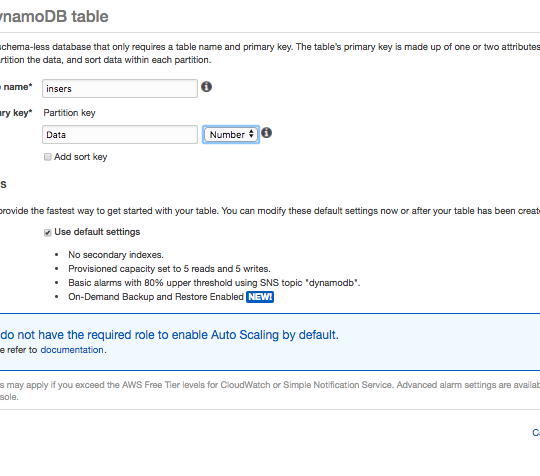 ynamoDB table
schema-less database that only requires a table name and primary key. The table's primary key is made up of one or two attributes
rtition the data, and sort data within each partition.
name*
insers
ry key*
Partition key
Data
Number
Add sort key
s
provide the fastest way to get started with your table. You can modify these default settings now or after your table has been create
Use default settings
• No secondary indexes.
• Provisioned capacity set to 5 reads and 5 writes.
• Basic alarms with 80% upper threshold using SNS topic "dynamodb".
• On-Demand Backup and Restore Enabled NEW!
do not have the required role to enable Auto Scaling by default.
e refer to documentation.
s may apply if you exceed the AWS Free Tier levels for CloudWatch or Simple Notification Service. Advanced alarm settings are availab
sole.
Ca